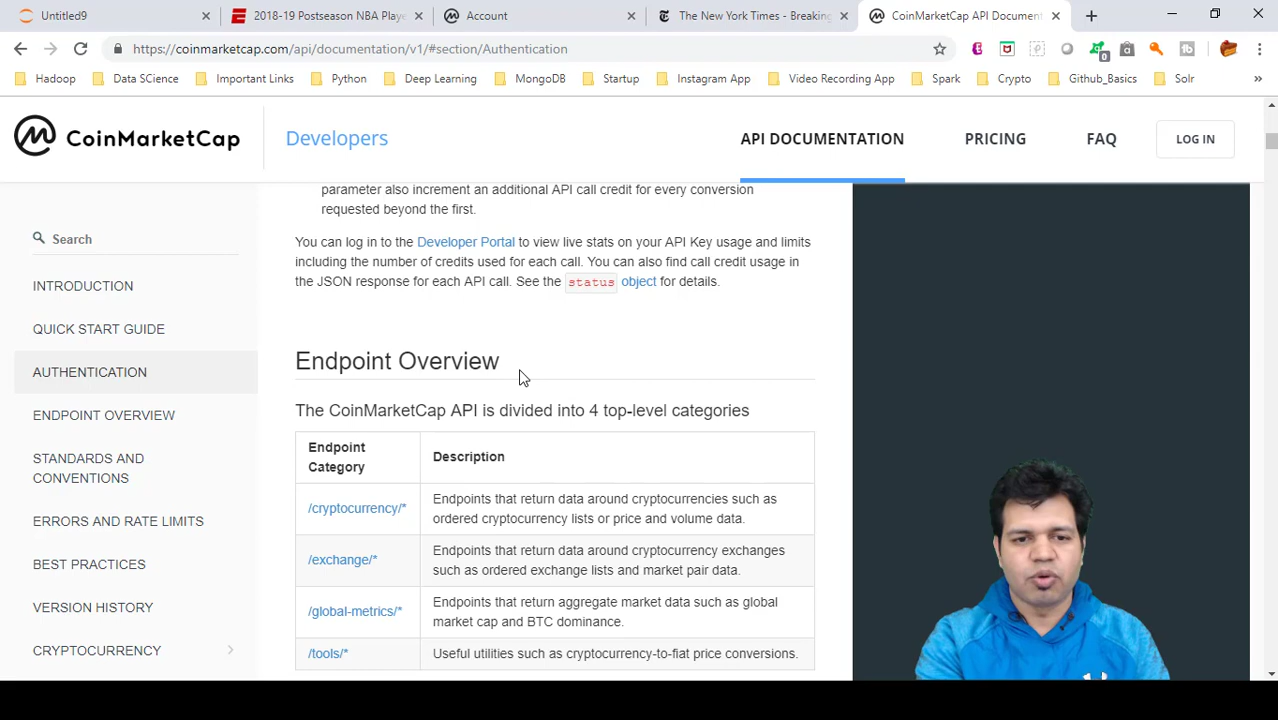 Untitled9
2018-19 Postseason NBA Playe
Account
The New York Times - Breaking
CoinMarketCap API Document
https://coinmarketcap.com/api/documentation/v1/#section/Authentication
0
Hadoop
Data SCience
Important Links
Python
Deep Learning
MongoDB
Startup
Instagram App
Video Recording App
Spark
Crypto
Github_Basics
Solr
»
CoinMarketCap
Developers
API DOCUMENTATION
PRICING
FAQ
LOG IN
Search
INTRODUCTION
QUICK START GUIDE
AUTHENTICATION
ENDPOINT OVERVIEW
STANDARDS AND
CONVENTIONS
ERRORS AND RATE LIMITS
BEST PRACTICES
VERSION HISTORY
CRYPTOCURRENCY
parameter also increment an additional API call credit for every conversion
requested beyond the first.
You can log in to the Developer Portal to view live stats on your API Key usage and limits
including the number of credits used for each call. You can also find call credit usage in
the JSON response for each API call. See the status object for details.
Endpoint Overview
The CoinMarketCap API is divided into 4 top-level categories
Endpoint
Category
Description
/cryptocurrency/*
Endpoints that return data around cryptocurrencies such as
ordered cryptocurrency lists or price and volume data.
/exchange/*
Endpoints that return data around cryptocurrency exchanges
such as ordered exchange lists and market pair data.
/global-metrics/*
Endpoints that return aggregate market data such as global
market cap and BTC dominance.
/tools/*
Useful utilities such as cryptocurrency-to-fiat price conversions.